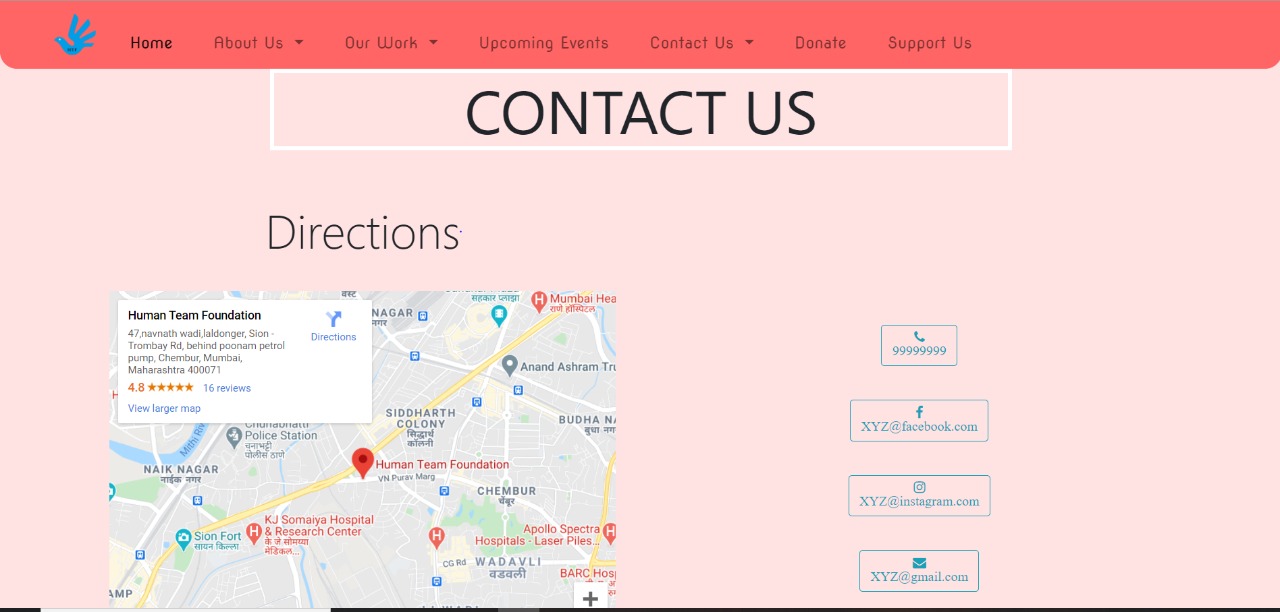 Home About Us Our Work Upcoming Events Contact Us Donate Support Us
CONTACT US
Directions
Human Team Foundation
47,navnath wadi,laldonger, Sion -
Trombay Rd, behind poonam petrol
pump, Chembur, Mumbai,
Maharashtra 400071
4.8 16 reviews
View larger map
Directions
NAGAR
नगर
सहकार प्लाझा
H Mumbai Hea
राणे हॉस्पिटल
Anand Ashram Tru
SIDDHARTH
COLONY
सिद्धार्थ
कॉलनी
BUDHA NA
बुधा नग
Chunabhatti
Police Station
चुनाभट्टी
पोलीस ठाणे
Mithi Riv
NAIK NAGAR
नाईक नगर
Human Team Foundation
VN Purav Marg
CHEMBUR
चेंबूर
Sion Fort
सायन किल्ला
H KJ Somaiya Hospital
& Research Center
के जे सोमय्या
मेडिकल...
H
Apollo Spectra
Hospitals - Laser Piles...
H
CG Rd
WADAVLI
वडवली
BARC Hosp
AMP
+
99999999
XYZ@facebook.com
XYZ@instagram.com
XYZ@gmail.com